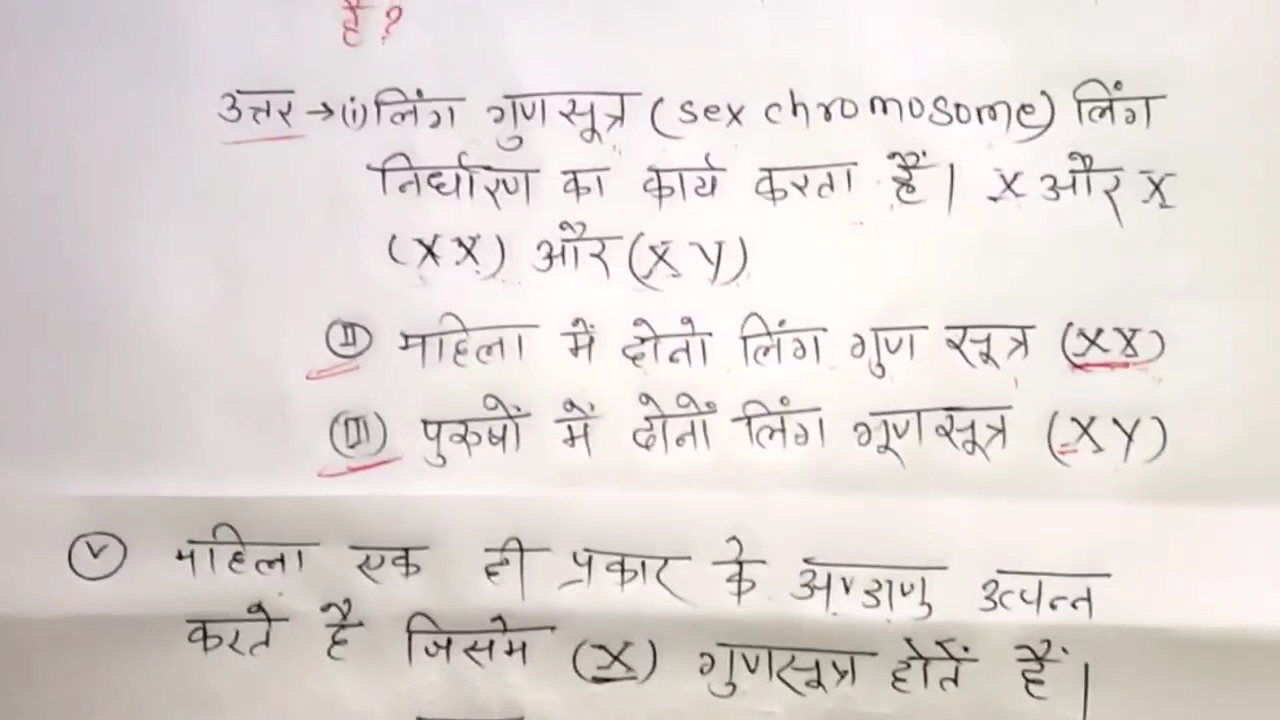 है?
उत्तर → (i) लिंग गुणसूत्र (sex chromosome) लिंग
निर्धारण का कार्य करता हैं। X और X
(XX) और (XY)
(II) महिला में दोनो लिंग गुण सूत्र (XX)
(III) पुरुषों में दोनों लिंग गूणसूत्र (XY)
(V) महिला एक ही प्रकार के अण्डाणु उत्पन्न
करते है जिसमे (X) गुणसूत्र होतें हैं।